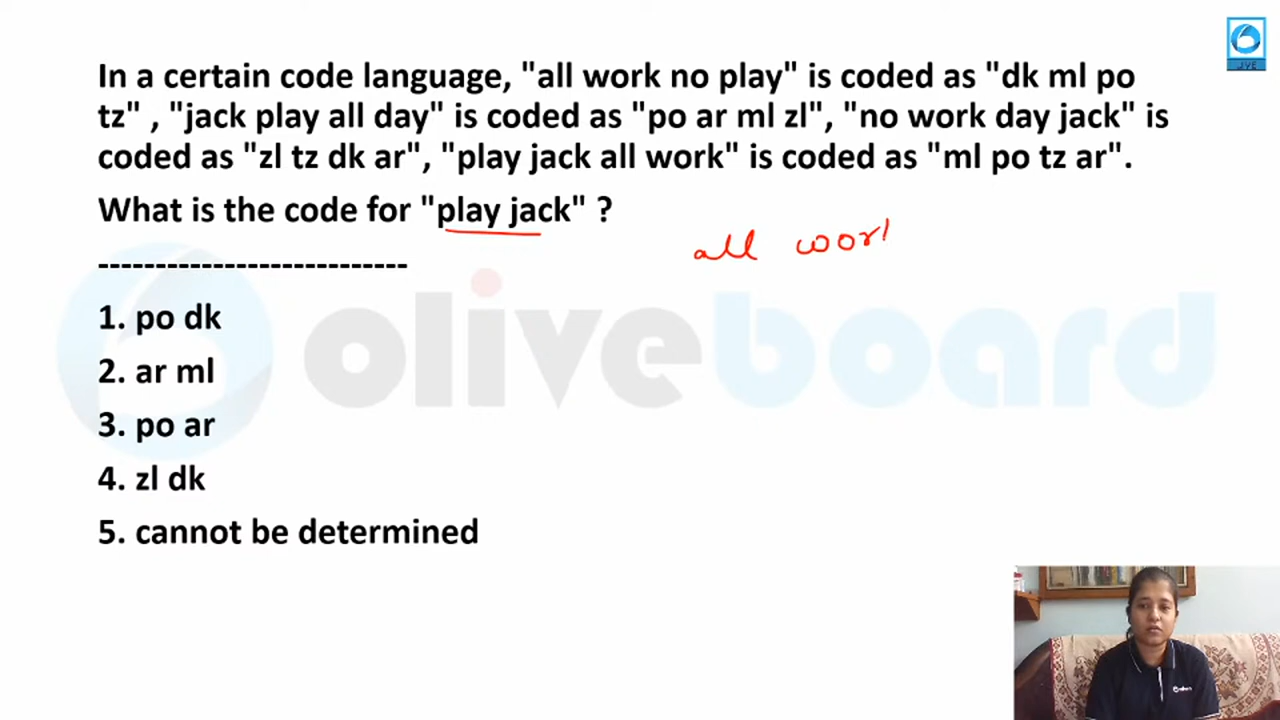 In a certain code language, "all work no play" is coded as "dk ml po
tz" , "jack play all day" is coded as "po ar ml zl", "no work day jack" is
coded as "zl tz dk ar", "play jack all work" is coded as "ml po tz ar".
What is the code for "play jack" ?
all wor
---------------------------
1. po dk
2. ar ml
3. po ar
4. zl dk
5. cannot be determined
oliveboard
LIVE